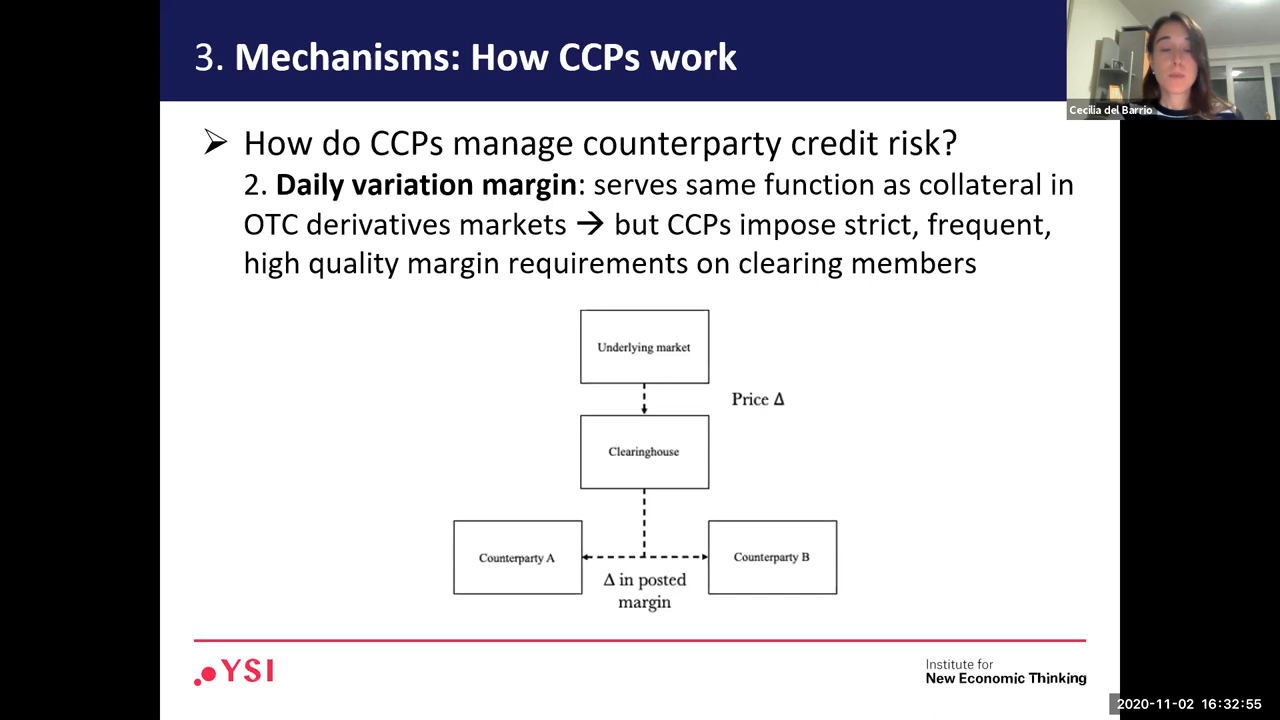 3. Mechanisms: How CCPs work
Cecilia del Barrio
➢ How do CCPs manage counterparty credit risk?
2. Daily variation margin: serves same function as collateral in
OTC derivatives markets → but CCPs impose strict, frequent,
high quality margin requirements on clearing members
Underlying market
Price Δ
Clearinghouse
Counterparty A
Counterparty B
Δ in posted
margin
YSI
Institute for
New Economic Thinking
2020-11-02 16:32:55